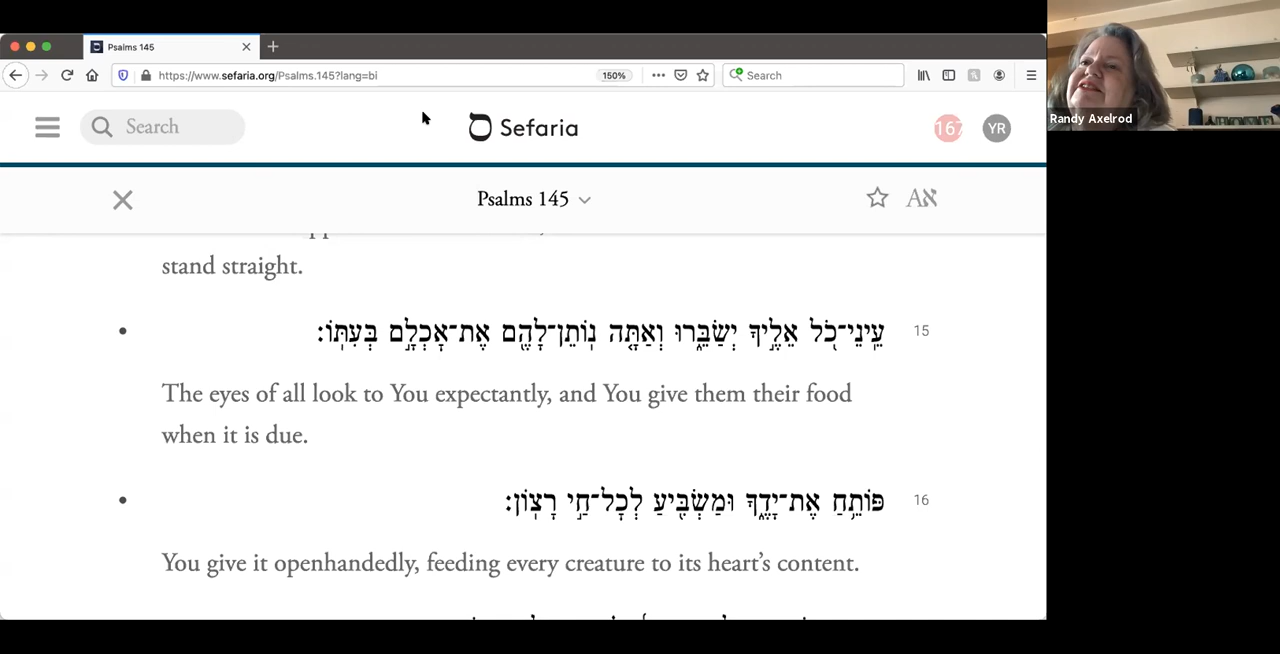 Psalms 145
https://www.sefaria.org/Psalms.145?lang=bi
150%
Search
Search
Sefaria
167
YR
Randy Axelrod
Psalms 145
Aא
stand straight.
עֵֽינֵי־כֹ֭ל אֵלֶ֣יךָ יְשַׂבֵּ֑רוּ וְאַתָּ֤ה נֽוֹתֵן־לָהֶ֖ם אֶת־אׇכְלָ֣ם בְּעִתּֽוֹ׃
15
The eyes of all look to You expectantly, and You give them their food
when it is due.
פּוֹתֵ֥חַ אֶת־יָדֶ֑ךָ וּמַשְׂבִּ֖יעַ לְכׇל־חַ֣י רָצֽוֹן׃
16
You give it openhandedly, feeding every creature to its heart’s content.